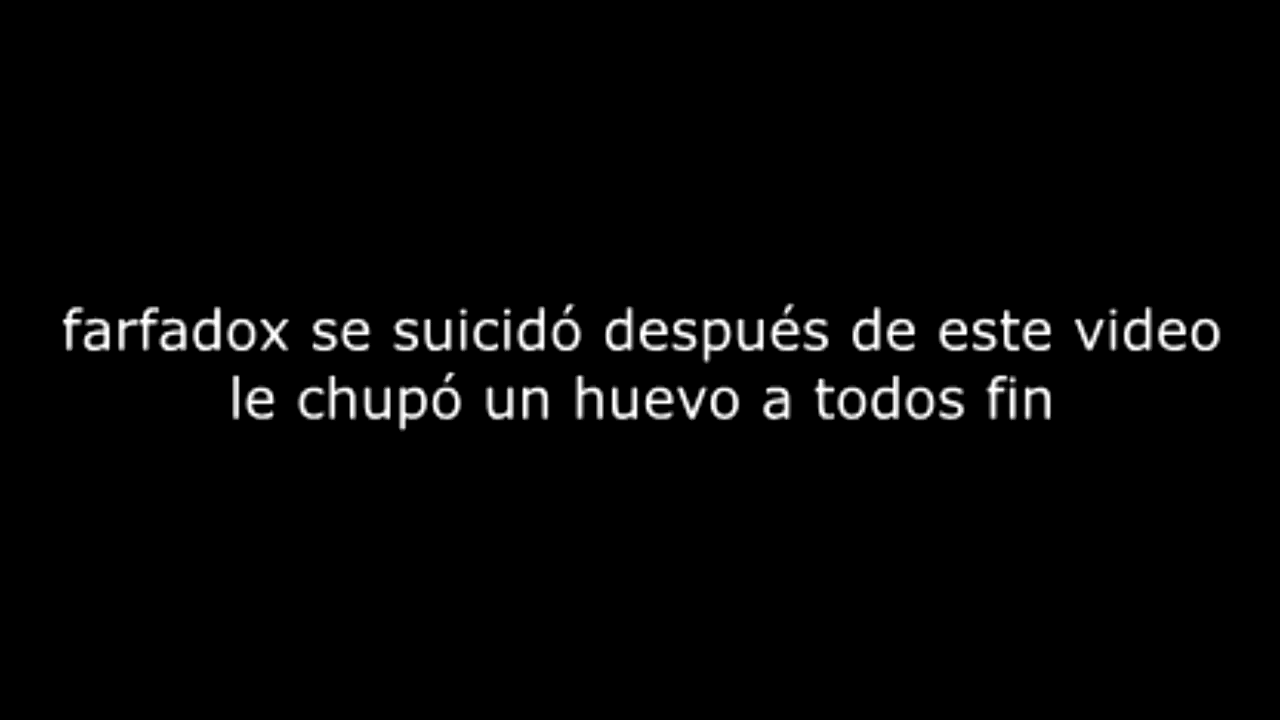 farfadox se suicidó después de este video
le chupó un huevo a todos fin